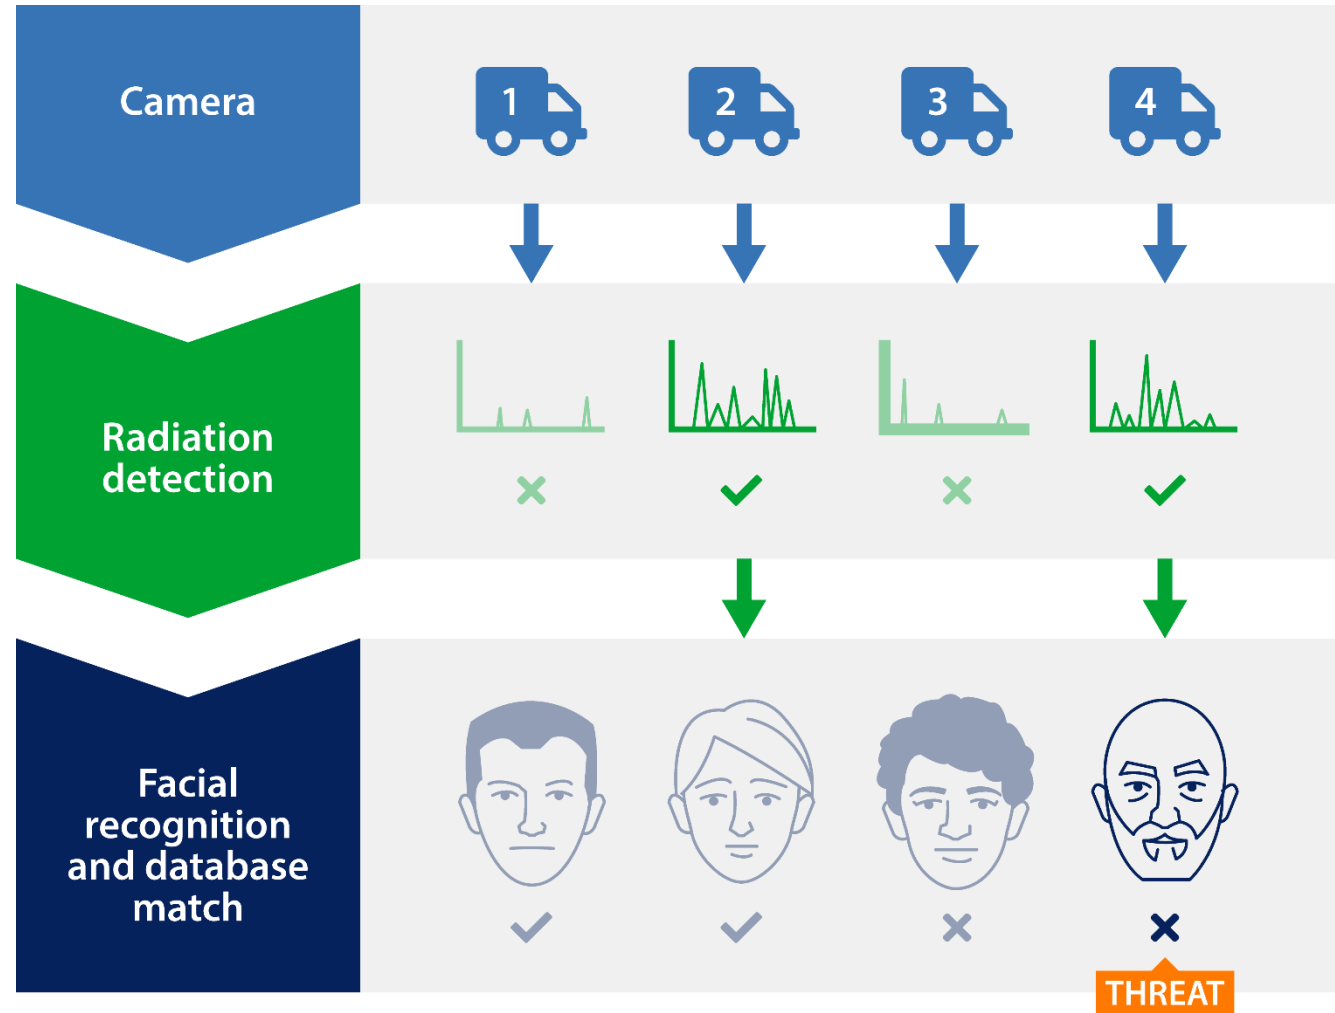 Camera
1
2
3
4
Radiation
detection
Facial
recognition
and database
match
THREAT